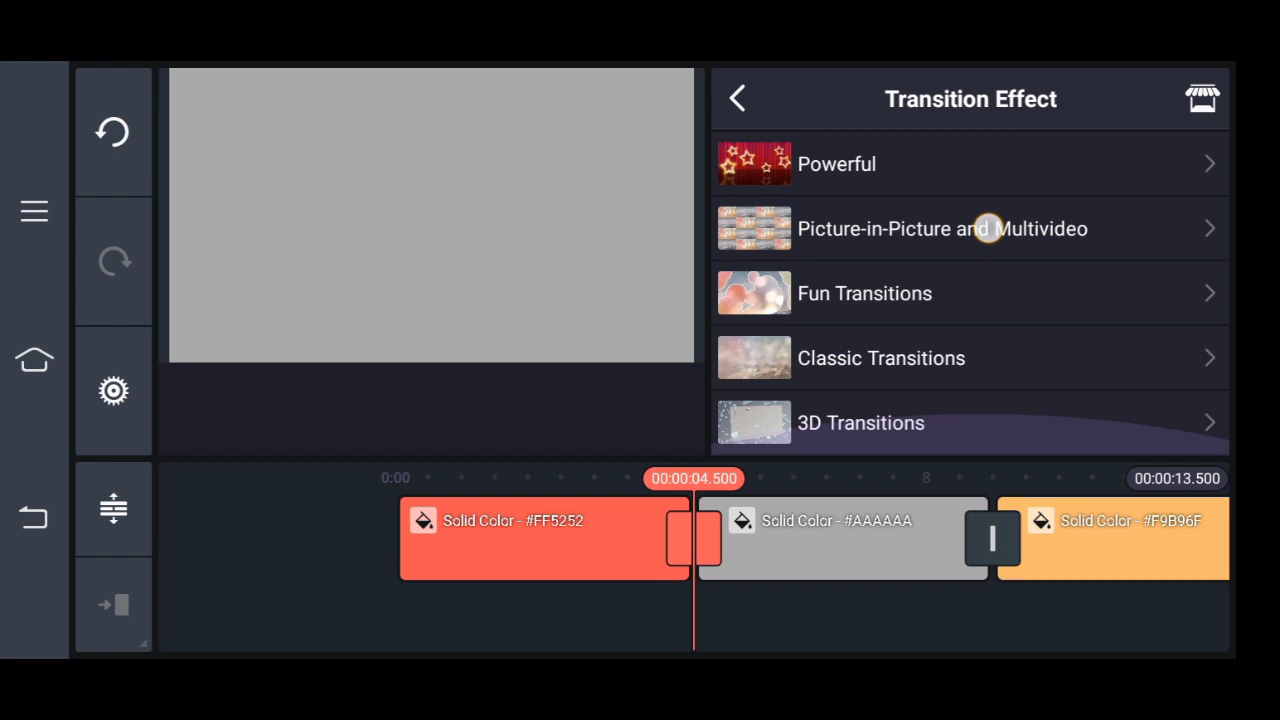 Transition Effect
Powerful
Picture-in-Picture and Multivideo
Fun Transitions
Classic Transitions
3D Transitions
0:00
00:00:04.500
8
00:00:13.500
Solid Color - #FF5252
Solid Color - #AAAAAA
Solid Color - #F9B96F